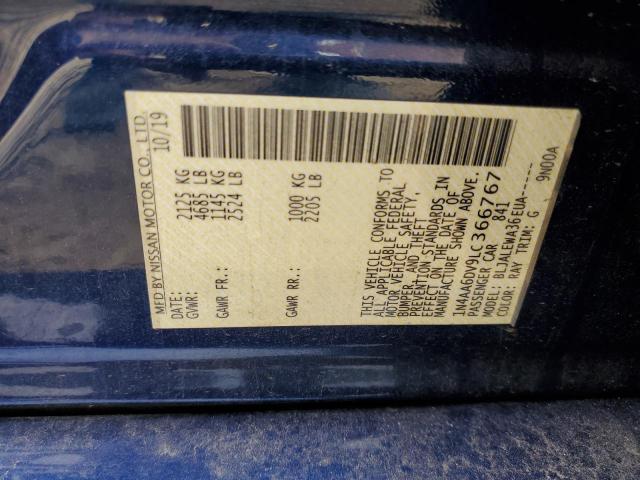 MFD BY NISSAN MOTOR CO., LTD.
DATE: 10/19
GVWR: 2125 KG
4685 LB
GAWR FR.: 1145 KG
2524 LB
GAWR RR.: 1000 KG
2205 LB
THIS VEHICLE CONFORMS TO
ALL APPLICABLE FEDERAL
MOTOR VEHICLE SAFETY,
BUMPER, AND THEFT
PREVENTION STANDARDS IN
EFFECT ON THE DATE OF
MANUFACTURE SHOWN ABOVE.
1N4AA6DV9LC366767
PASSENGER CAR 841
MODEL: BLJALEWA36EUA------
COLOR: RAY TRIM: G 9N00A